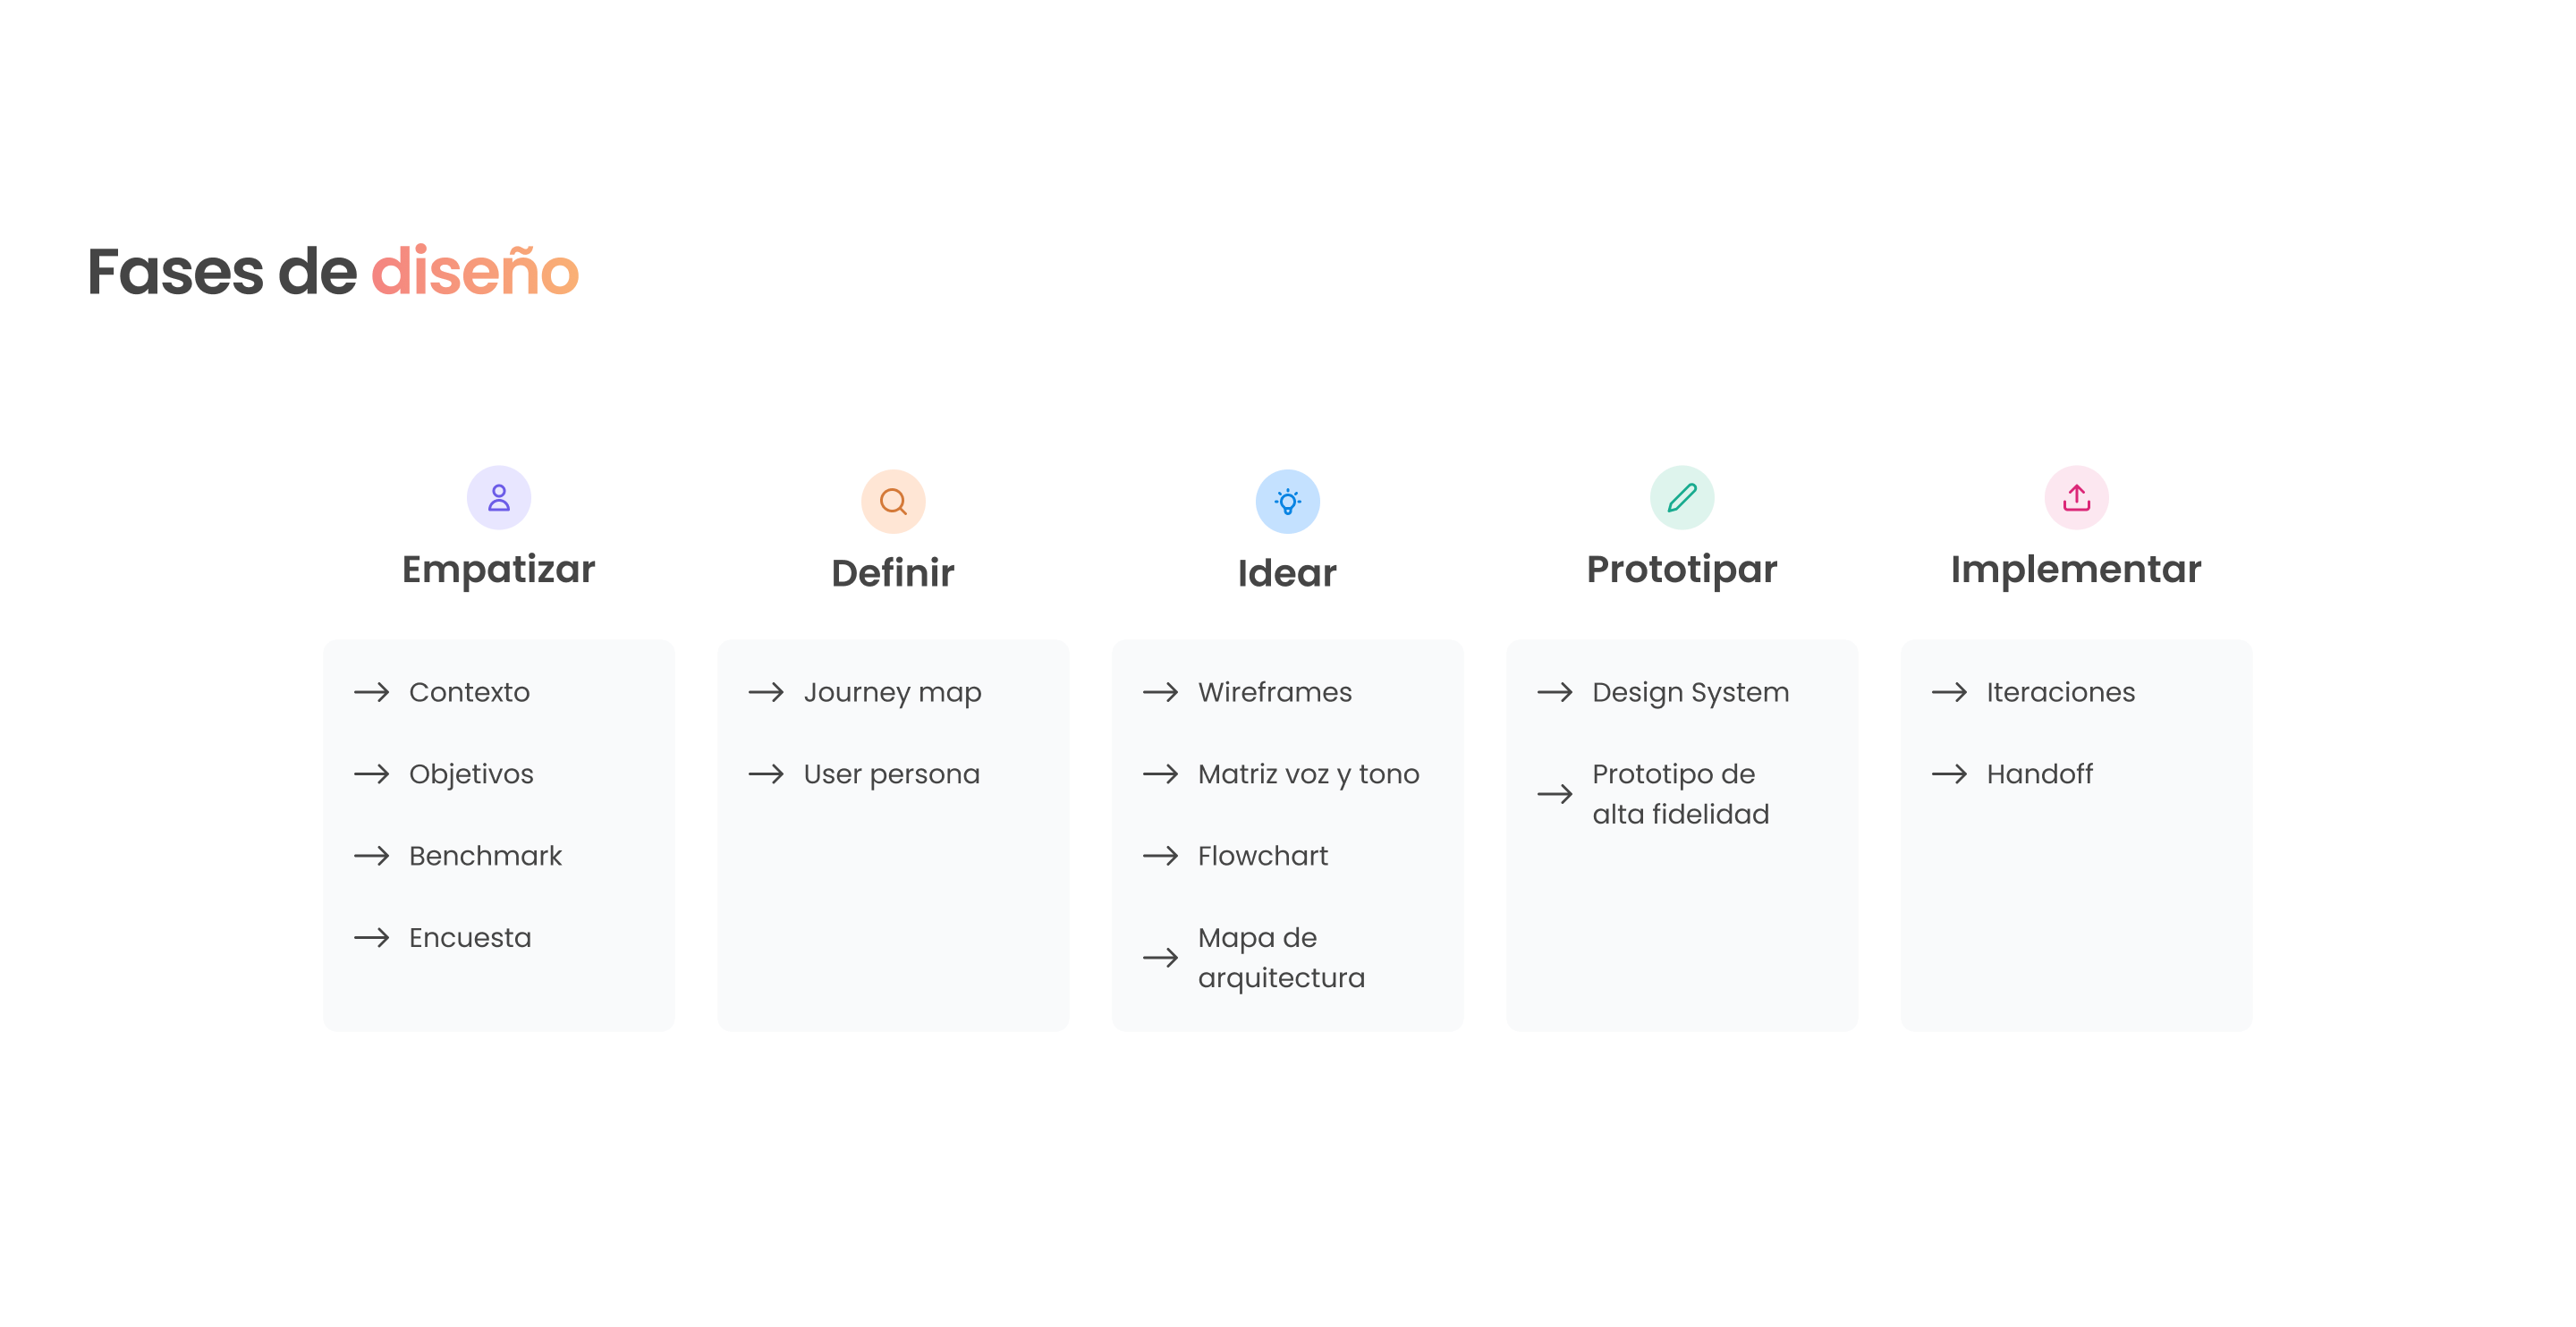 Fases de diseño
Empatizar
Contexto
Objetivos
Benchmark
Encuesta
Definir
Journey map
User persona
Idear
Wireframes
Matriz voz y tono
Flowchart
Mapa de
arquitectura
Prototipar
Design System
Prototipo de
alta fidelidad
Implementar
Iteraciones
Handoff